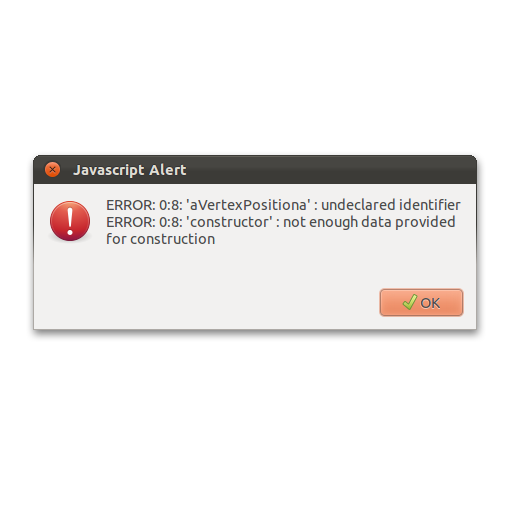 Javascript Alert
ERROR: 0:8: 'aVertexPositiona' : undeclared identifier
ERROR: 0:8: 'constructor' : not enough data provided
for construction
OK